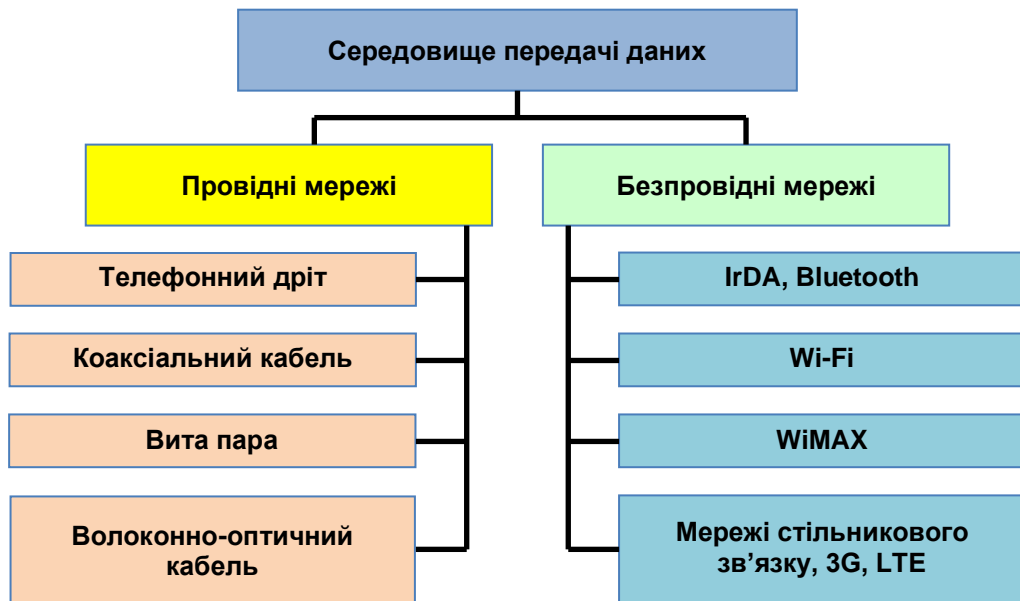 Середовище передачі даних
Провідні мережі
Безпровідні мережі
Телефонний дріт
Коаксіальний кабель
Вита пара
Волоконно-оптичний
кабель
IrDA, Bluetooth
Wi-Fi
WiMAX
Мережі стільникового
зв’язку, 3G, LTE